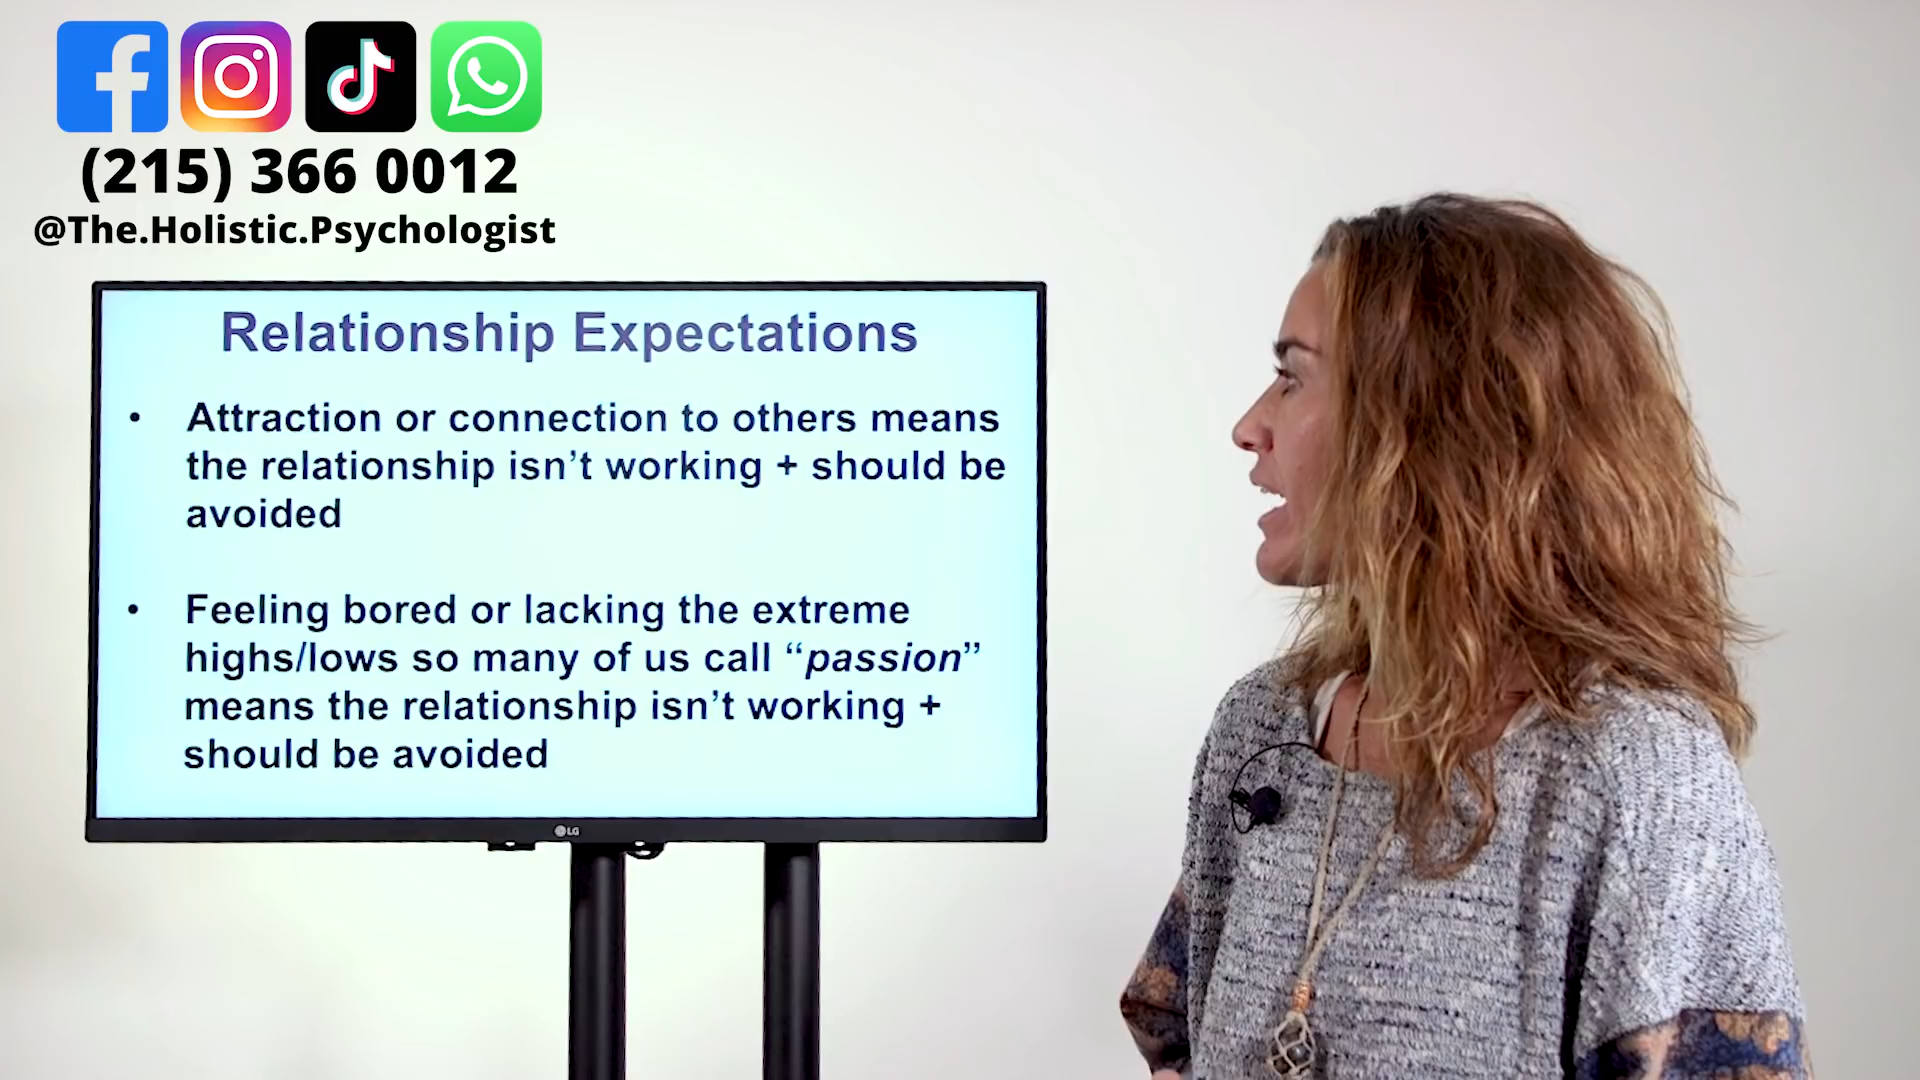 (215) 366 0012
@The.Holistic.Psychologist
Relationship Expectations
• Attraction or connection to others means
the relationship isn’t working + should be
avoided
• Feeling bored or lacking the extreme
highs/lows so many of us call “passion”
means the relationship isn’t working +
should be avoided
LG